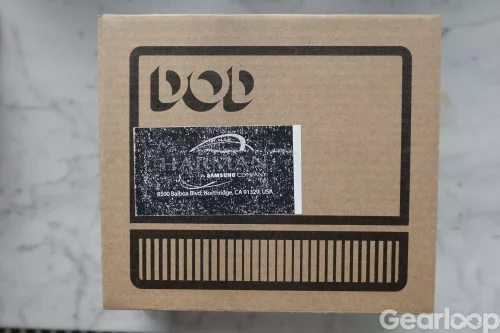 DOD
HARMAN
A SAMSUNG COMPANY
8500 Balboa Blvd, Northridge, CA 91329, USA
Gearloop